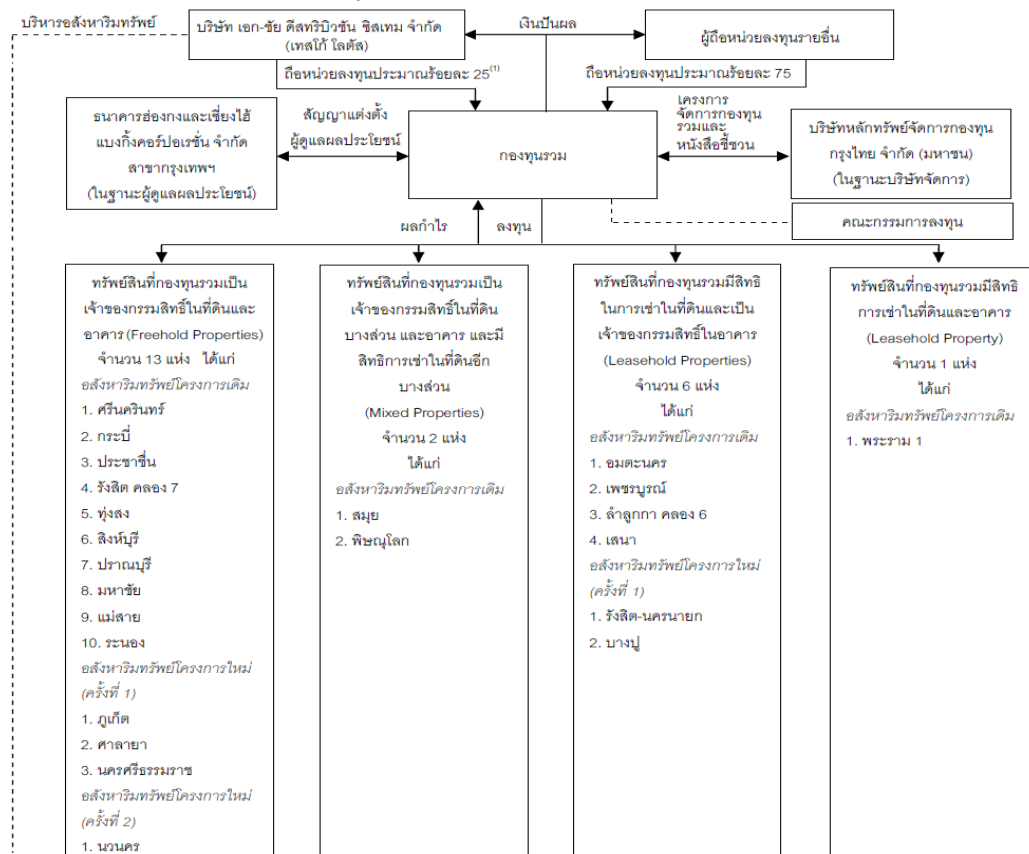 บริหารอสังหาริมทรัพย์
บริษัท เอก-ชัย ดีสทริบิวชัน ซิสเทม จำกัด
(เทสโก้ โลตัส)
เงินปันผล
ผู้ถือหน่วยลงทุนรายอื่น
ถือหน่วยลงทุนประมาณร้อยละ 25(1)
ถือหน่วยลงทุนประมาณร้อยละ 75
ธนาคารฮ่องกงและเซี่ยงไฮ้
แบงกิ้งคอร์ปอเรชั่น จำกัด
สาขากรุงเทพฯ
(ในฐานะผู้ดูแลผลประโยชน์)
สัญญาแต่งตั้ง
ผู้ดูแลผลประโยชน์
กองทุนรวม
โครงการ
จัดการกองทุน
รวมและ
หนังสือชี้ชวน
บริษัทหลักทรัพย์จัดการกองทุน
กรุงไทย จำกัด (มหาชน)
(ในฐานะบริษัทจัดการ)
คณะกรรมการลงทุน
ผลกำไร
ลงทุน
ทรัพย์สินที่กองทุนรวมเป็น
เจ้าของกรรมสิทธิ์ในที่ดินและ
อาคาร (Freehold Properties)
จำนวน 13 แห่ง ได้แก่
อสังหาริมทรัพย์โครงการเดิม
1. ศรีนครินทร์
2. กระบี่
3. ประชาชื่น
4. รังสิต คลอง 7
5. ทุ่งสง
6. สิงห์บุรี
7. ปราณบุรี
8. มหาชัย
9. แม่สาย
10. ระนอง
อสังหาริมทรัพย์โครงการใหม่
(ครั้งที่ 1)
1. ภูเก็ต
2. ศาลายา
3. นครศรีธรรมราช
อสังหาริมทรัพย์โครงการใหม่
(ครั้งที่ 2)
1. นวนคร
ทรัพย์สินที่กองทุนรวมเป็น
เจ้าของกรรมสิทธิ์ในที่ดิน
บางส่วน และอาคาร และมี
สิทธิการเช่าในที่ดินอีก
บางส่วน
(Mixed Properties)
จำนวน 2 แห่ง
ได้แก่
อสังหาริมทรัพย์โครงการเดิม
1. สมุย
2. พิษณุโลก
ทรัพย์สินที่กองทุนรวมมีสิทธิ
ในการเช่าในที่ดินและเป็น
เจ้าของกรรมสิทธิ์ในอาคาร
(Leasehold Properties)
จำนวน 6 แห่ง
ได้แก่
อสังหาริมทรัพย์โครงการเดิม
1. อมตะนคร
2. เพชรบูรณ์
3. ลำลูกกา คลอง 6
4. เสนา
อสังหาริมทรัพย์โครงการใหม่
(ครั้งที่ 1)
1. รังสิต-นครนายก
2. บางปู
ทรัพย์สินที่กองทุนรวมมีสิทธิ
การเช่าในที่ดินและอาคาร
(Leasehold Property)
จำนวน 1 แห่ง
ได้แก่
อสังหาริมทรัพย์โครงการเดิม
1. พระราม 1